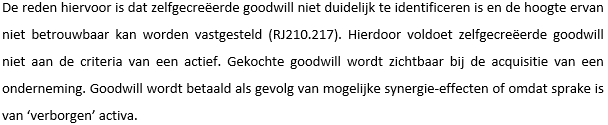 De reden hiervoor is dat zelfgecreëerde goodwill niet duidelijk te identificeren is en de hoogte ervan
niet betrouwbaar kan worden vastgesteld (RJ210.217). Hierdoor voldoet zelfgecreëerde goodwill
niet aan de criteria van een actief. Gekochte goodwill wordt zichtbaar bij de acquisitie van een
onderneming. Goodwill wordt betaald als gevolg van mogelijke synergie-effecten of omdat sprake is
van ‘verborgen’ activa.